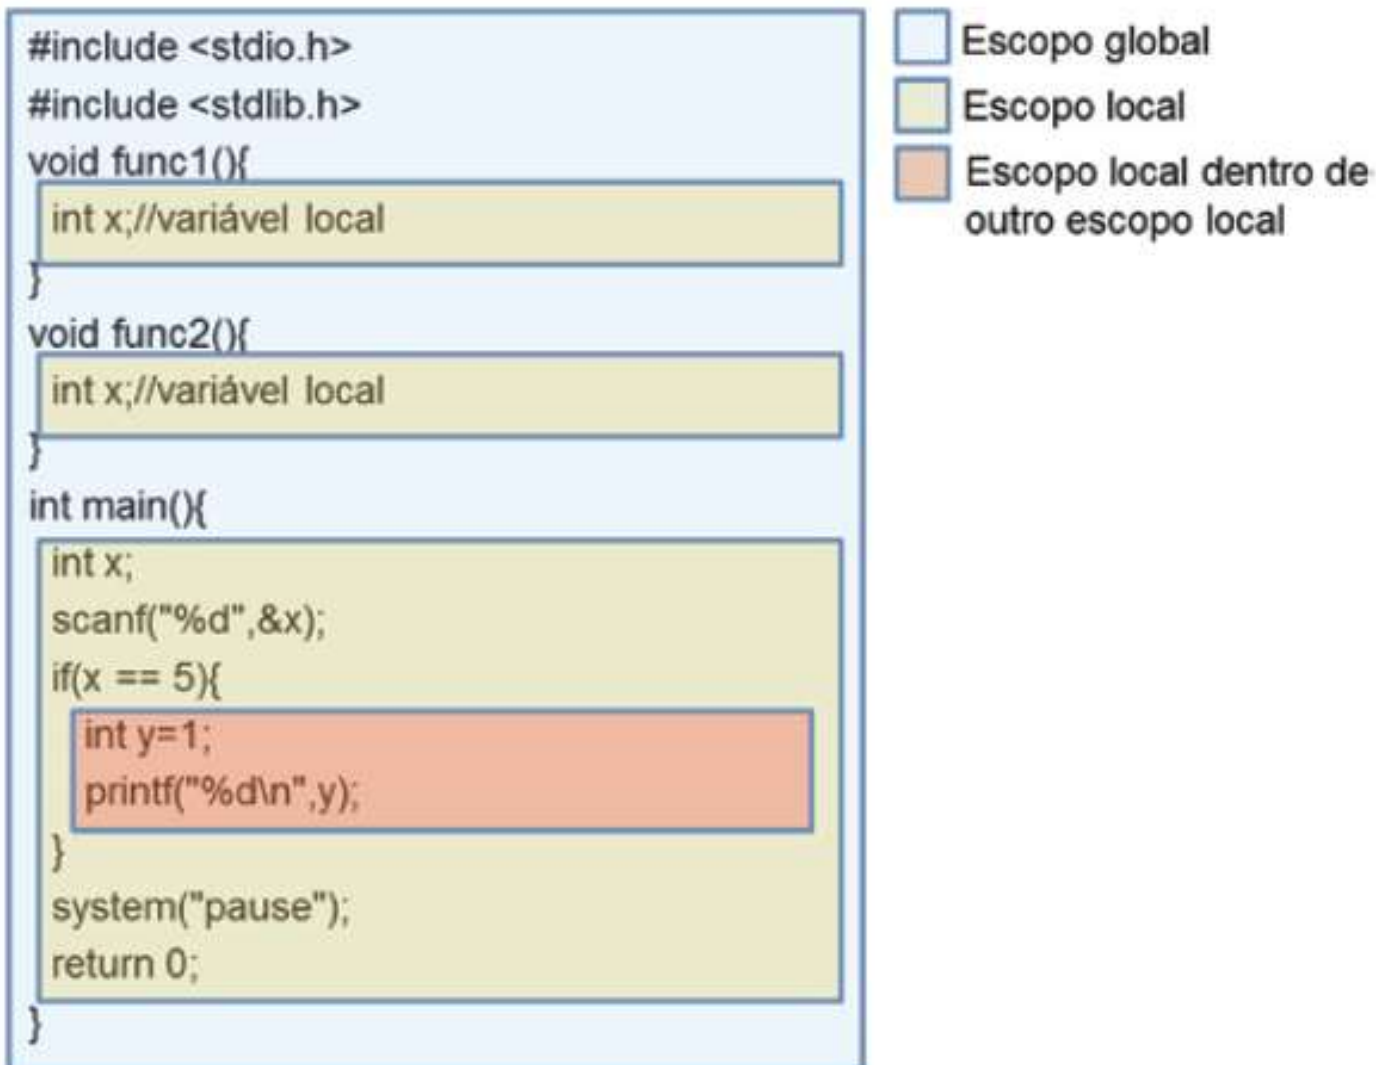 #include <stdio.h>
#include <stdlib.h>
void func1(){
int x;//variável local
}
void func2(){
int x;//variável local
}
int main(){
int x;
scanf("%d",&x);
if(x == 5){
int y=1;
printf("%d\n",y);
}
system("pause");
return 0;
}
Escopo global
Escopo local
Escopo local dentro de
outro escopo local